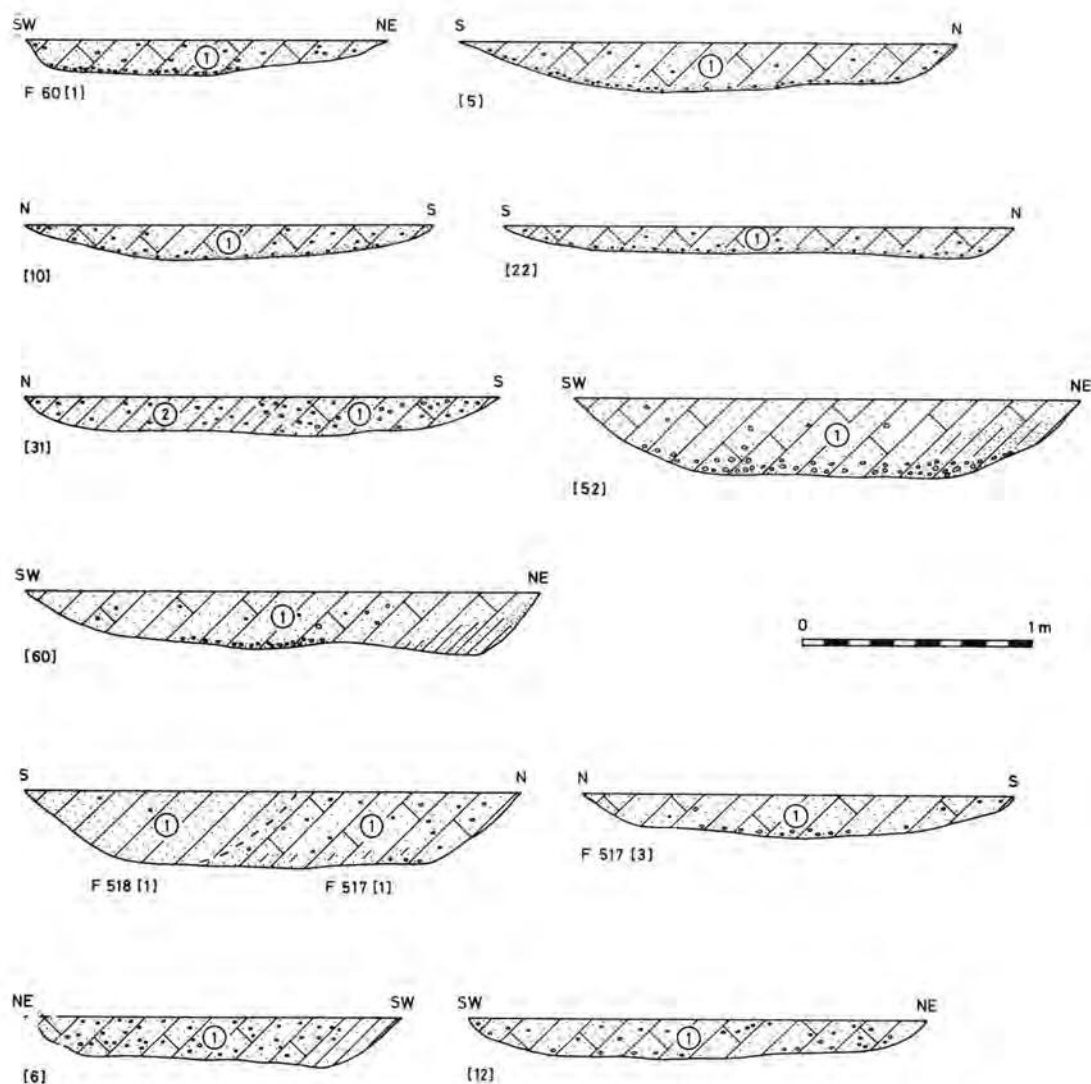 SW NE
①
F 60 [1]
S N
①
[5]
N S
①
[10]
S N
①
[22]
N S
② ①
[31]
SW NE
①
[52]
SW NE
①
[60]
0 1 m
S N
① ①
F 518 [1] F 517 [1]
N S
①
F 517 [3]
NE SW
①
[6]
SW NE
①
[12]